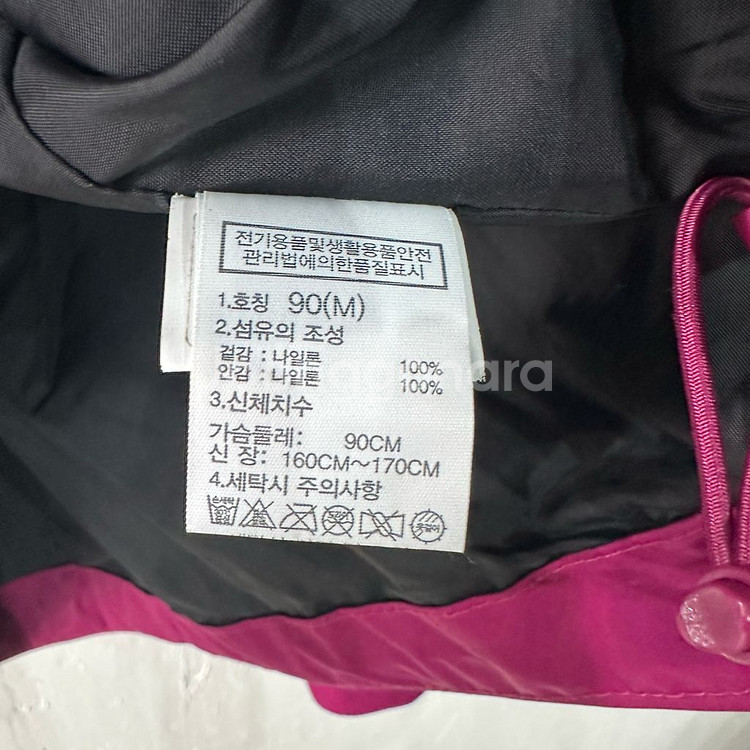 전기용품및생활용품안전
관리법에의한품질표시
1.호칭 90(M)
2.섬유의 조성
겉감 : 나일론 100%
안감 : 나일론 100%
3.신체치수
가슴둘레: 90CM
신 장: 160CM~170CM
4.세탁시 주의사항